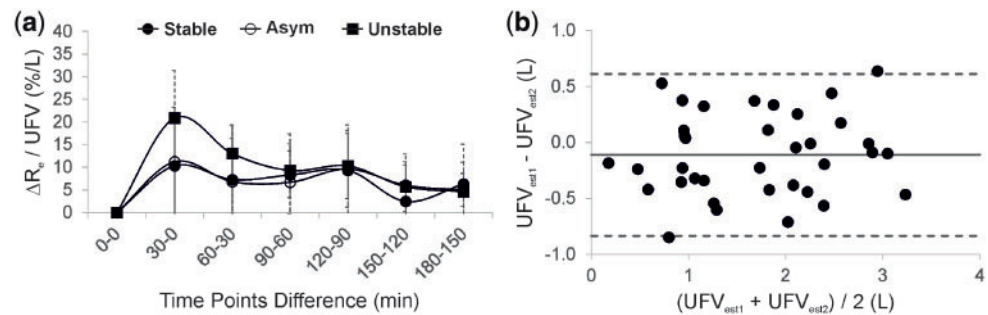 (a)
Stable Asym Unstable
ΔRe / UFV (%/L)
40
35
30
25
20
15
10
5
0
0-0
30-0
60-30
90-60
120-90
150-120
180-150
Time Points Difference (min)
(b)
UFVest1 - UFVest2 (L)
1.0
0.5
0.0
-0.5
-1.0
0 1 2 3 4
(UFVest1 + UFVest2) / 2 (L)